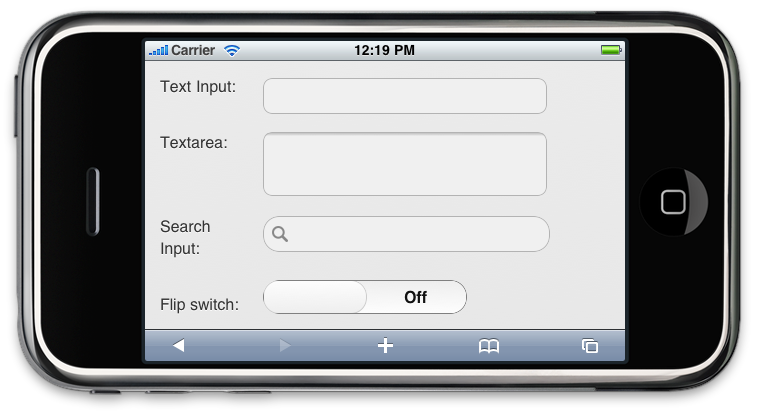 Carrier 12:19 PM
Text Input:
Textarea:
Search
Input:
Flip switch: Off